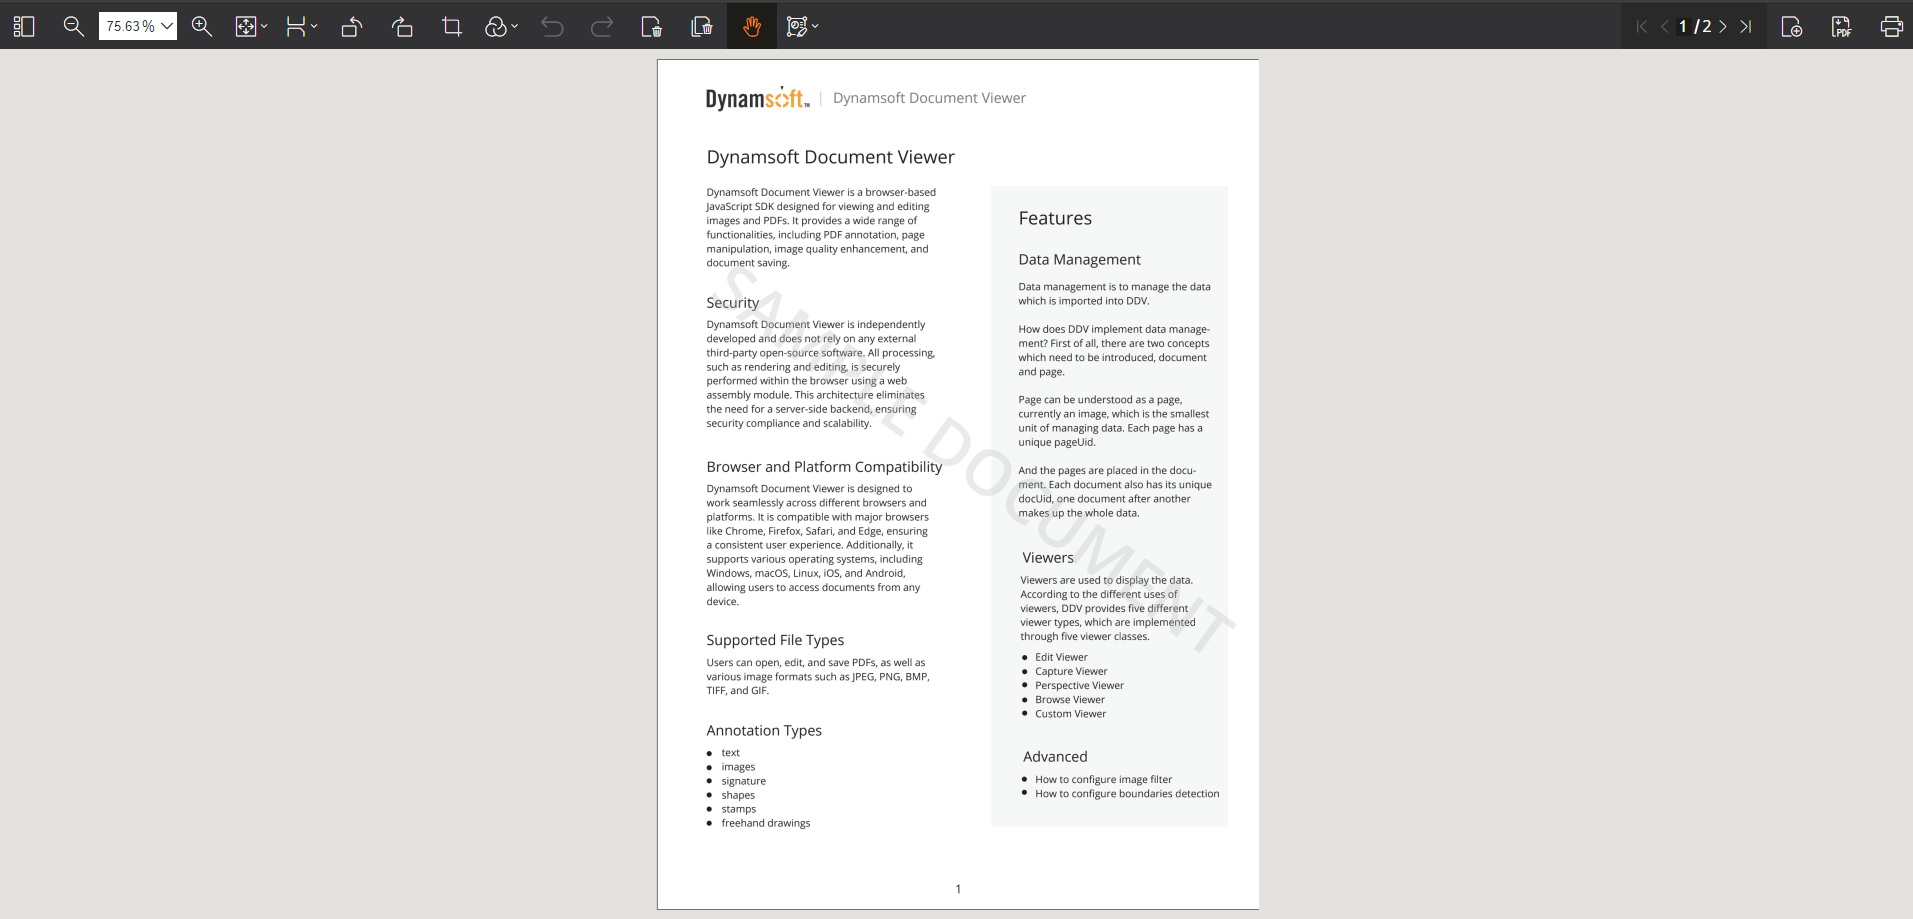 75.63 %
1 /2
PDF
Dynamsoft™ | Dynamsoft Document Viewer
Dynamsoft Document Viewer
Dynamsoft Document Viewer is a browser-based
JavaScript SDK designed for viewing and editing
images and PDFs. It provides a wide range of
functionalities, including PDF annotation, page
manipulation, image quality enhancement, and
document saving.
Security
Dynamsoft Document Viewer is independently
developed and does not rely on any external
third-party open-source software. All processing,
such as rendering and editing, is securely
performed within the browser using a web
assembly module. This architecture eliminates
the need for a server-side backend, ensuring
security compliance and scalability.
Browser and Platform Compatibility
Dynamsoft Document Viewer is designed to
work seamlessly across different browsers and
platforms. It is compatible with major browsers
like Chrome, Firefox, Safari, and Edge, ensuring
a consistent user experience. Additionally, it
supports various operating systems, including
Windows, macOS, Linux, iOS, and Android,
allowing users to access documents from any
device.
Supported File Types
Users can open, edit, and save PDFs, as well as
various image formats such as JPEG, PNG, BMP,
TIFF, and GIF.
Annotation Types
● text
● images
● signature
● shapes
● stamps
● freehand drawings
Features
Data Management
Data management is to manage the data
which is imported into DDV.
How does DDV implement data manage-
ment? First of all, there are two concepts
which need to be introduced, document
and page.
Page can be understood as a page,
currently an image, which is the smallest
unit of managing data. Each page has a
unique pageUid.
And the pages are placed in the docu-
ment. Each document also has its unique
docUid, one document after another
makes up the whole data.
Viewers
Viewers are used to display the data.
According to the different uses of
viewers, DDV provides five different
viewer types, which are implemented
through five viewer classes.
● Edit Viewer
● Capture Viewer
● Perspective Viewer
● Browse Viewer
● Custom Viewer
Advanced
● How to configure image filter
● How to configure boundaries detection
SAMPLE DOCUMENT
1